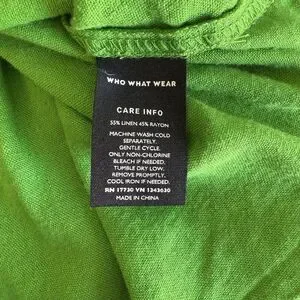 WHO WHAT WEAR
CARE INFO
55% LINEN 45% RAYON
MACHINE WASH COLD
SEPARATELY.
GENTLE CYCLE.
ONLY NON-CHLORINE
BLEACH IF NEEDED.
TUMBLE DRY LOW.
REMOVE PROMPTLY.
COOL IRON IF NEEDED.
RN 17730 VN 1343030
MADE IN CHINA